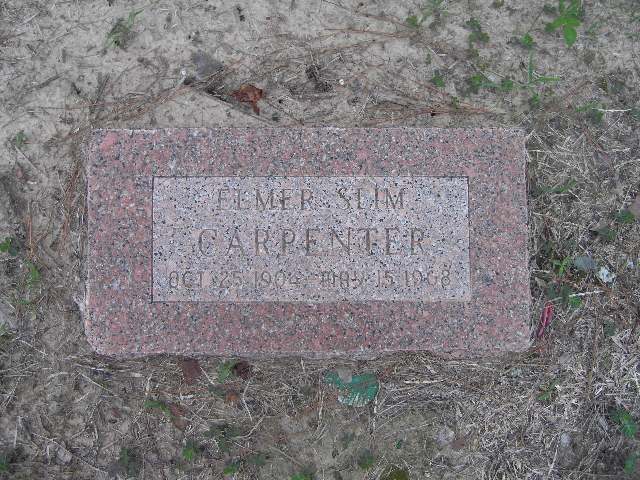 ELMER SLIM
CARPENTER
OCT 25 1904 MAY 15 1968